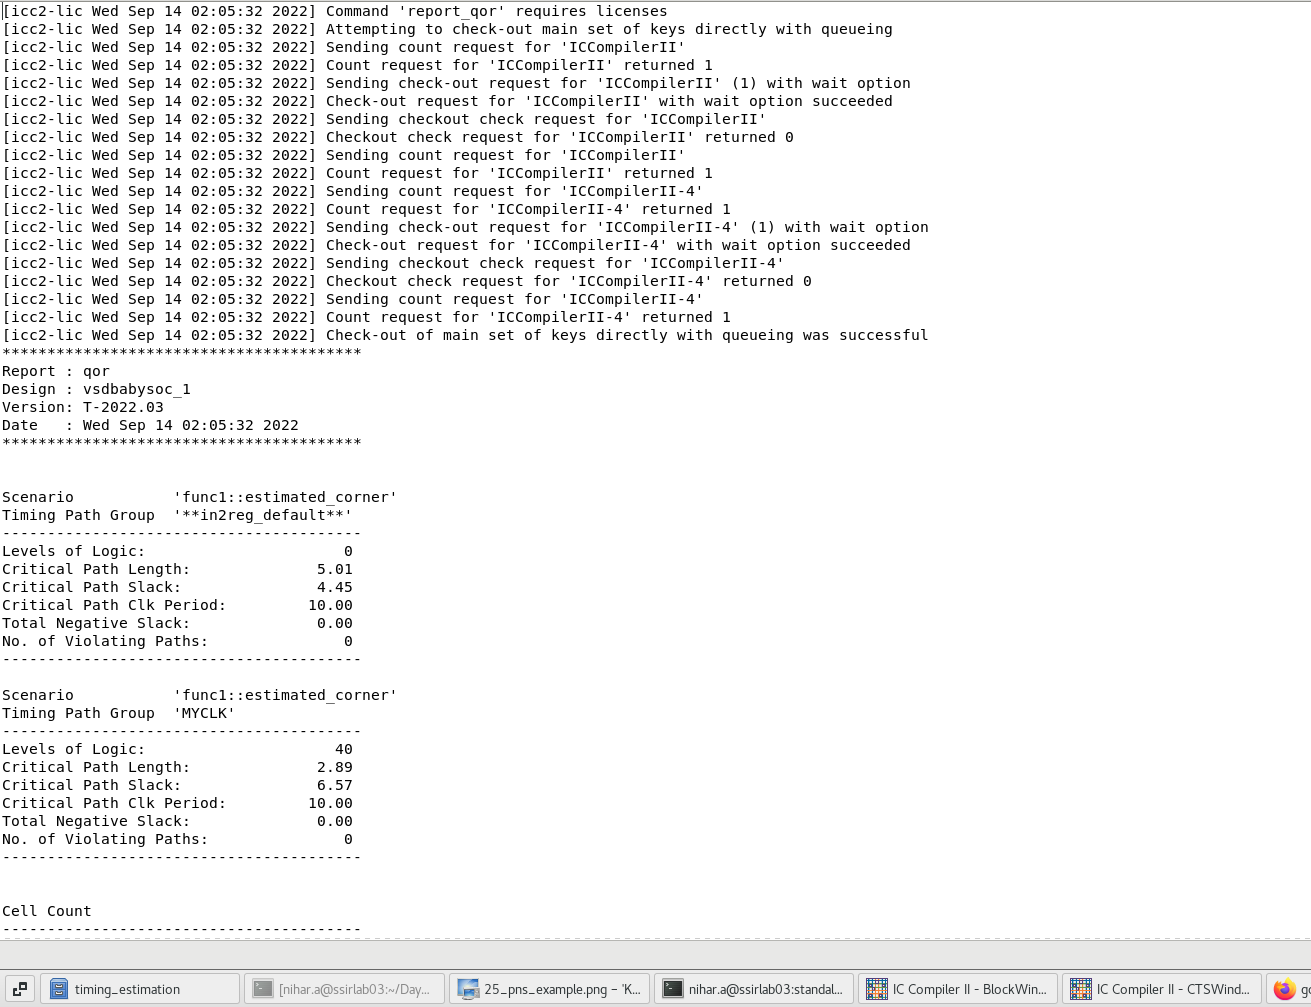 [icc2-lic Wed Sep 14 02:05:32 2022] Command 'report_qor' requires licenses
[icc2-lic Wed Sep 14 02:05:32 2022] Attempting to check-out main set of keys directly with queueing
[icc2-lic Wed Sep 14 02:05:32 2022] Sending count request for 'ICCompilerII'
[icc2-lic Wed Sep 14 02:05:32 2022] Count request for 'ICCompilerII' returned 1
[icc2-lic Wed Sep 14 02:05:32 2022] Sending check-out request for 'ICCompilerII' (1) with wait option
[icc2-lic Wed Sep 14 02:05:32 2022] Check-out request for 'ICCompilerII' with wait option succeeded
[icc2-lic Wed Sep 14 02:05:32 2022] Sending checkout check request for 'ICCompilerII'
[icc2-lic Wed Sep 14 02:05:32 2022] Checkout check request for 'ICCompilerII' returned 0
[icc2-lic Wed Sep 14 02:05:32 2022] Sending count request for 'ICCompilerII'
[icc2-lic Wed Sep 14 02:05:32 2022] Count request for 'ICCompilerII' returned 1
[icc2-lic Wed Sep 14 02:05:32 2022] Sending count request for 'ICCompilerII-4'
[icc2-lic Wed Sep 14 02:05:32 2022] Count request for 'ICCompilerII-4' returned 1
[icc2-lic Wed Sep 14 02:05:32 2022] Sending check-out request for 'ICCompilerII-4' (1) with wait option
[icc2-lic Wed Sep 14 02:05:32 2022] Check-out request for 'ICCompilerII-4' with wait option succeeded
[icc2-lic Wed Sep 14 02:05:32 2022] Sending checkout check request for 'ICCompilerII-4'
[icc2-lic Wed Sep 14 02:05:32 2022] Checkout check request for 'ICCompilerII-4' returned 0
[icc2-lic Wed Sep 14 02:05:32 2022] Sending count request for 'ICCompilerII-4'
[icc2-lic Wed Sep 14 02:05:32 2022] Count request for 'ICCompilerII-4' returned 1
[icc2-lic Wed Sep 14 02:05:32 2022] Check-out of main set of keys directly with queueing was successful
****************************************
Report : qor
Design : vsdbabysoc_1
Version: T-2022.03
Date   : Wed Sep 14 02:05:32 2022
****************************************
Scenario           'func1::estimated_corner'
Timing Path Group  '**in2reg_default**'
----------------------------------------
Levels of Logic:                      0
Critical Path Length:              5.01
Critical Path Slack:               4.45
Critical Path Clk Period:         10.00
Total Negative Slack:              0.00
No. of Violating Paths:               0
----------------------------------------
Scenario           'func1::estimated_corner'
Timing Path Group  'MYCLK'
----------------------------------------
Levels of Logic:                     40
Critical Path Length:              2.89
Critical Path Slack:               6.57
Critical Path Clk Period:         10.00
Total Negative Slack:              0.00
No. of Violating Paths:               0
----------------------------------------
Cell Count
----------------------------------------
timing_estimation
[nihar.a@ssirlab03:~/Day...
25_pns_example.png – 'K...
nihar.a@ssirlab03:standal...
IC Compiler II - BlockWin...
IC Compiler II - CTSWind...